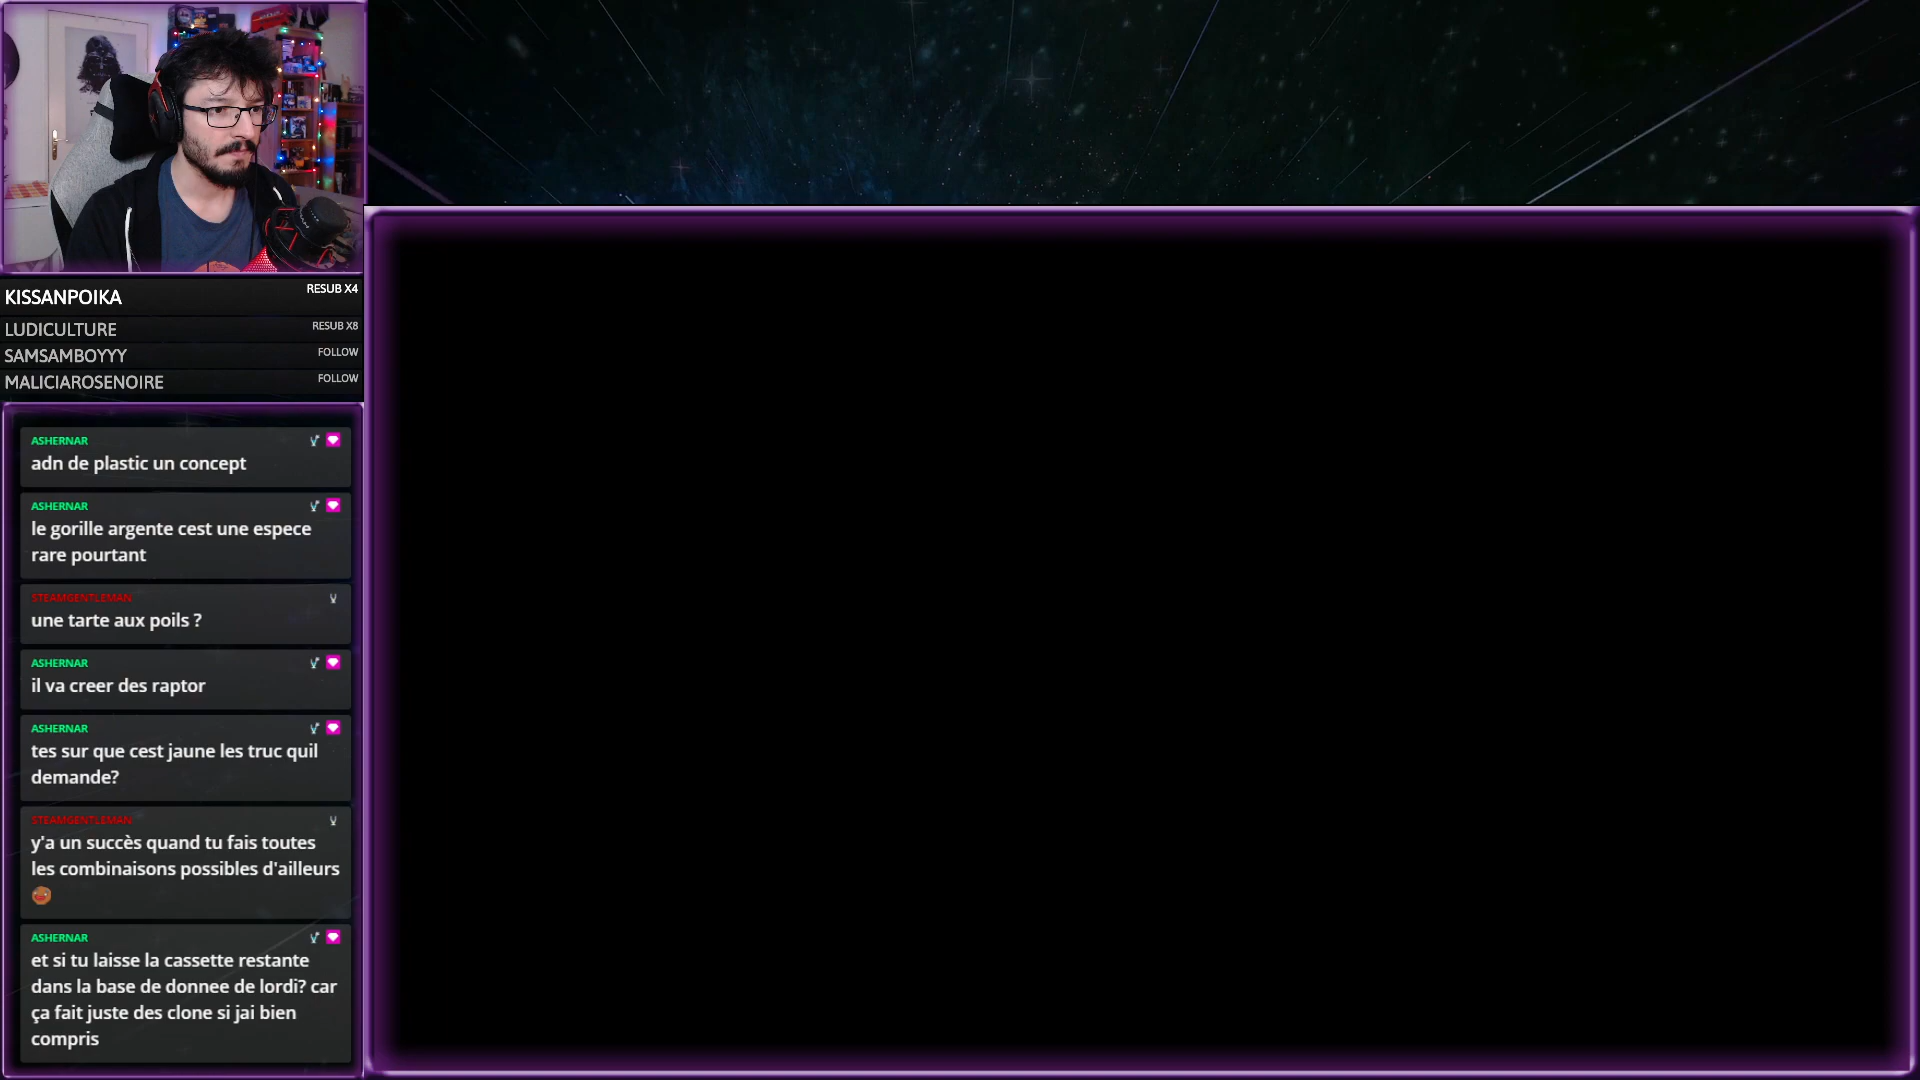 KISSANPOIKA RESUB X4
LUDICULTURE RESUB X8
SAMSAMBOYYY FOLLOW
MALICIAROSENOIRE FOLLOW
ASHERNAR
adn de plastic un concept
ASHERNAR
le gorille argente cest une espece
rare pourtant
STEAMGENTLEMAN
une tarte aux poils ?
ASHERNAR
il va creer des raptor
ASHERNAR
tes sur que cest jaune les truc quil
demande?
STEAMGENTLEMAN
y'a un succès quand tu fais toutes
les combinaisons possibles d'ailleurs
ASHERNAR
et si tu laisse la cassette restante
dans la base de donnee de lordi? car
ça fait juste des clone si jai bien
compris